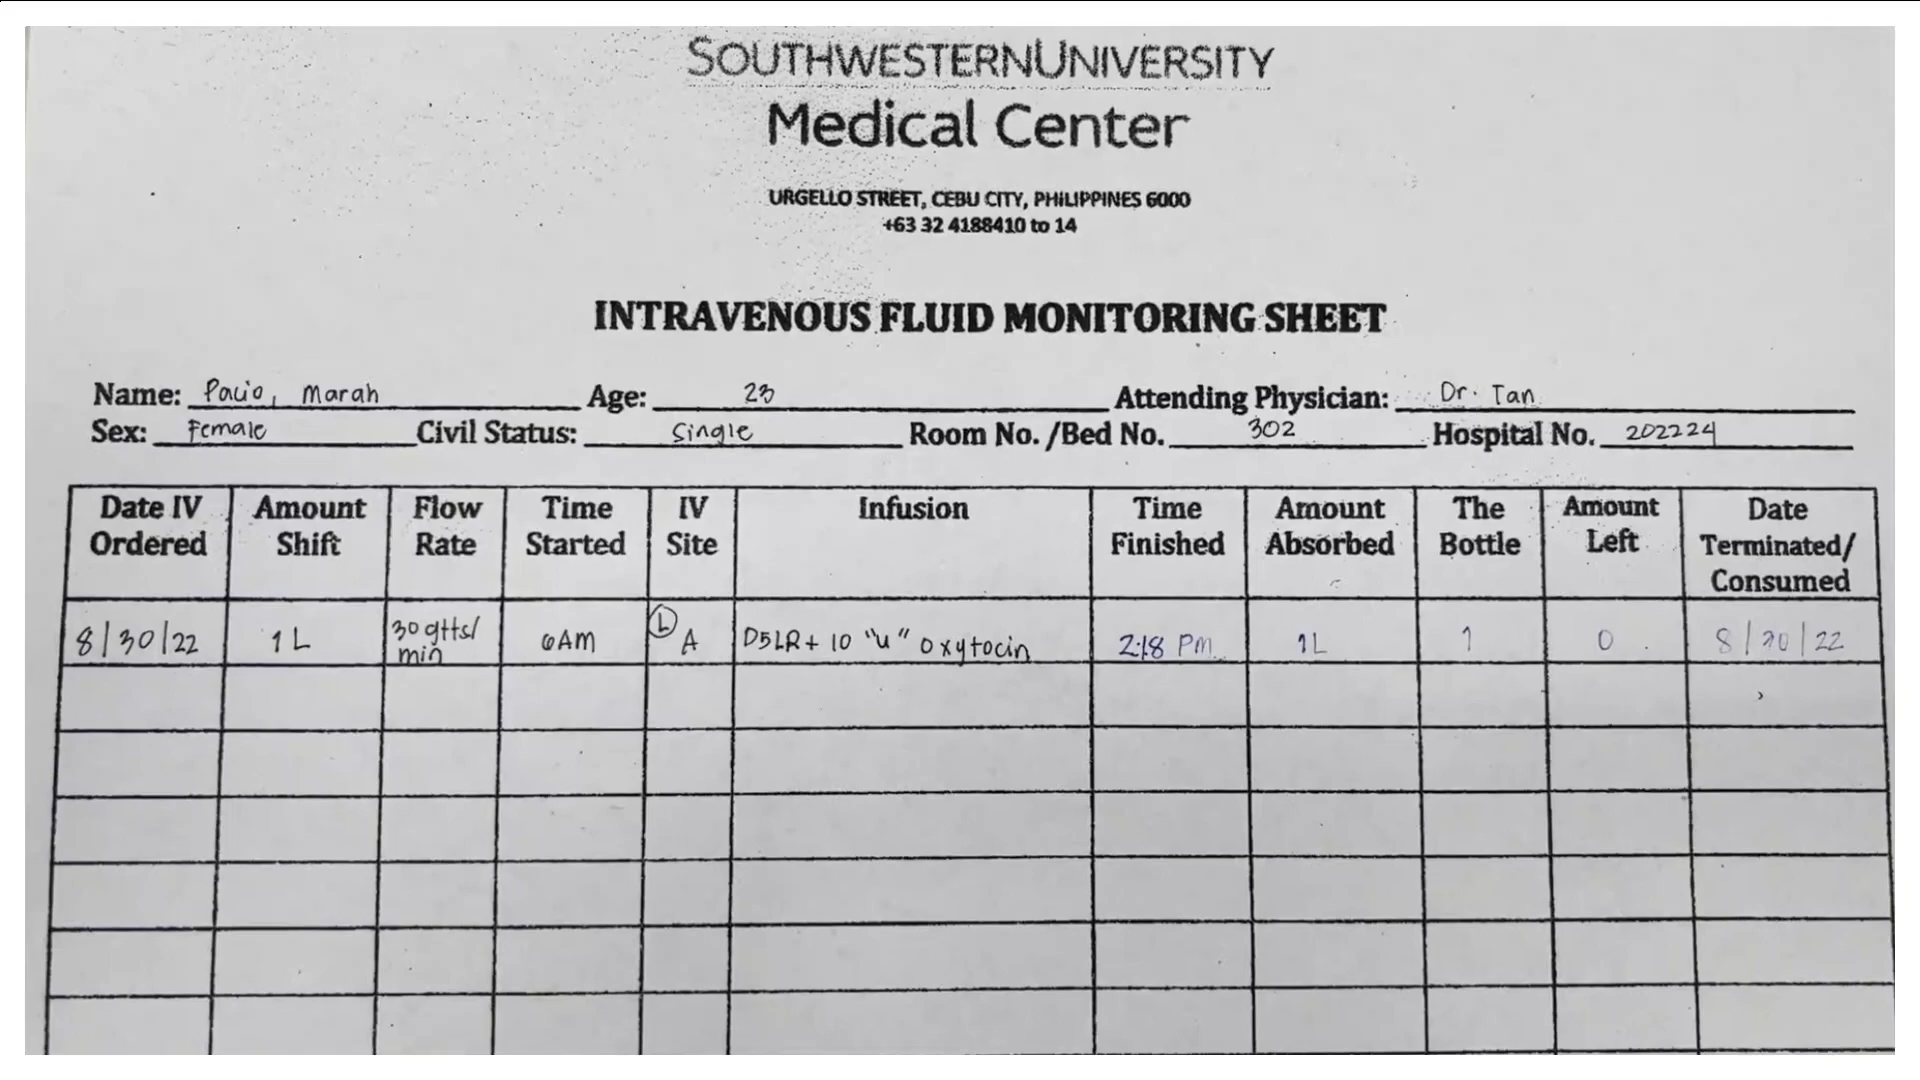 SOUTHWESTERNUNIVERSITY
Medical Center
URGELLO STREET, CEBU CITY, PHILIPPINES 6000
+63 32 4188410 to 14
INTRAVENOUS FLUID MONITORING SHEET
Name: Pacio, Marah Age: 23 Attending Physician: Dr. Tan
Sex: Female Civil Status: Single Room No. /Bed No. 302 Hospital No. 202224
Date IV Ordered Amount Shift Flow Rate Time Started IV Site Infusion Time Finished Amount Absorbed The Bottle Amount Left Date Terminated/ Consumed
8/30/22 1L 30 gtts/ min 6AM L A D5LR + 10 "u" oxytocin 2:18 PM 1L 1 0 8/30/22